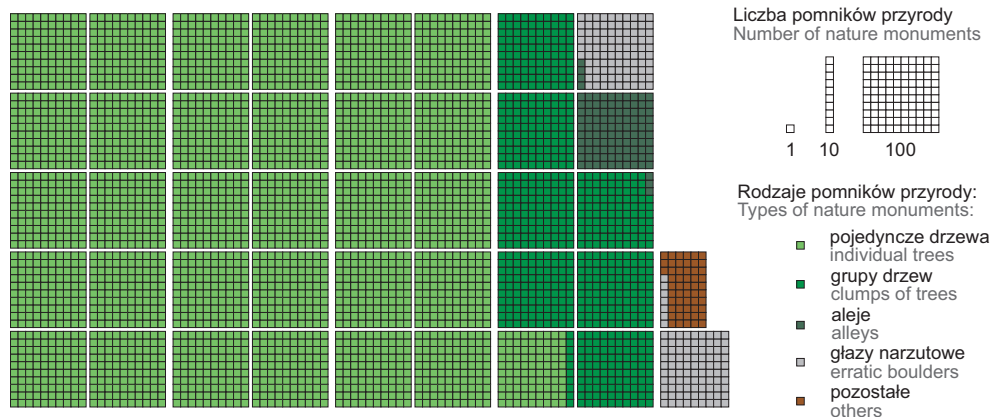 Liczba pomników przyrody
Number of nature monuments
1 10 100
Rodzaje pomników przyrody:
Types of nature monuments:
pojedyncze drzewa
individual trees
grupy drzew
clumps of trees
aleje
alleys
głazy narzutowe
erratic boulders
pozostałe
others